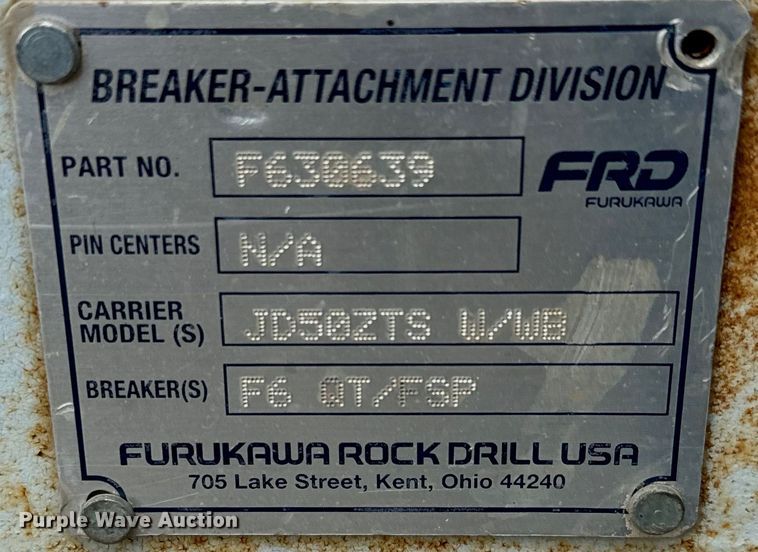 BREAKER-ATTACHMENT DIVISION
PART NO. F630639
FRD
FURUKAWA
PIN CENTERS N/A
CARRIER
MODEL (S) JD50ZTS W/WB
BREAKER(S) F6 QT/FSP
FURUKAWA ROCK DRILL USA
705 Lake Street, Kent, Ohio 44240
Purple Wave Auction